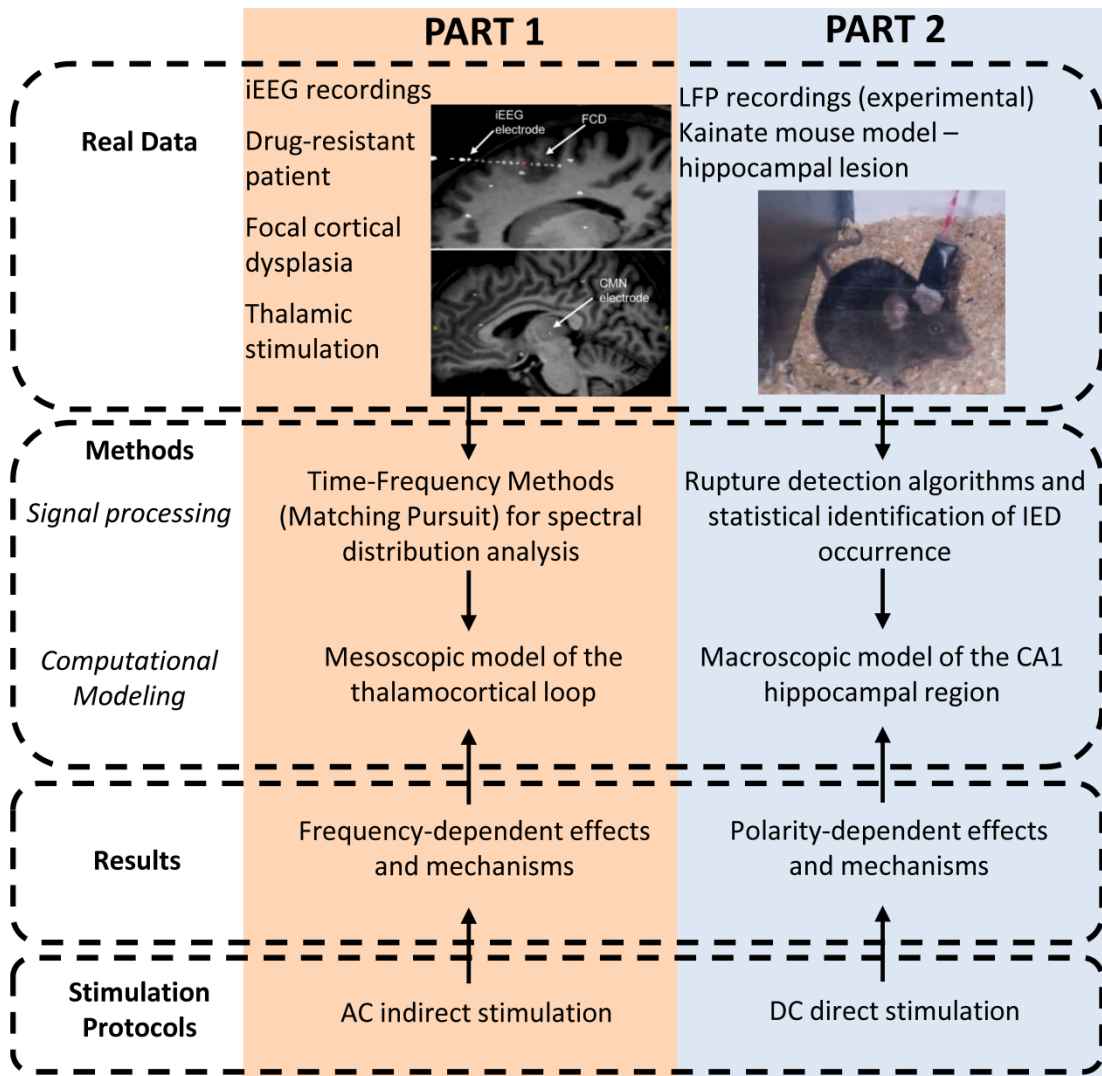 PART 1
PART 2
Real Data
iEEG recordings
Drug-resistant
patient
Focal cortical
dysplasia
Thalamic
stimulation
iEEG
electrode
FCD
CMN
electrode
LFP recordings (experimental)
Kainate mouse model –
hippocampal lesion
Methods
Signal processing
Time-Frequency Methods
(Matching Pursuit) for spectral
distribution analysis
Rupture detection algorithms and
statistical identification of IED
occurrence
Computational
Modeling
Mesoscopic model of the
thalamocortical loop
Macroscopic model of the CA1
hippocampal region
Results
Frequency-dependent effects
and mechanisms
Polarity-dependent effects
and mechanisms
Stimulation
Protocols
AC indirect stimulation
DC direct stimulation